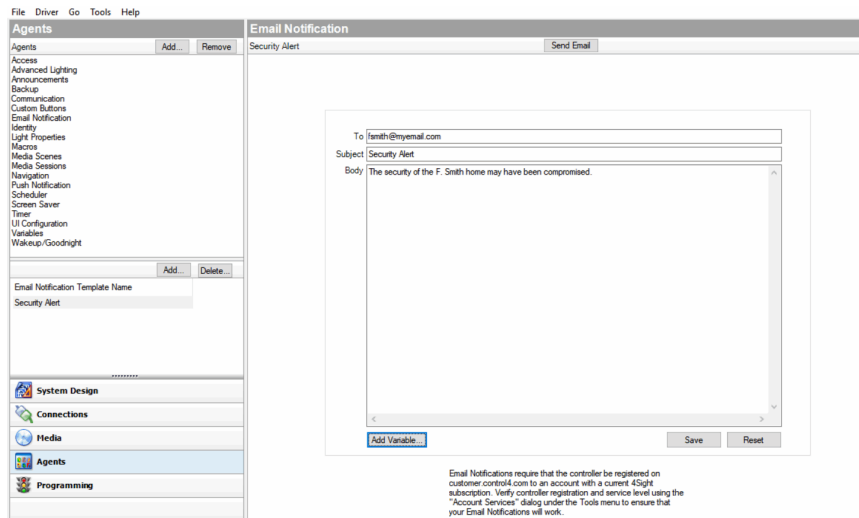 File Driver Go Tools Help
Agents
Agents Add... Remove
Access
Advanced Lighting
Announcements
Backup
Communication
Custom Buttons
Email Notification
Identity
Light Properties
Macros
Media Scenes
Media Sessions
Navigation
Push Notification
Scheduler
Screen Saver
Timer
UI Configuration
Variables
Wakeup/Goodnight
Add... Delete...
Email Notification Template Name
Security Alert
System Design
Connections
Media
Agents
Programming
Email Notification
Security Alert Send Email
To fsmith@myemail.com
Subject Security Alert
Body The security of the F. Smith home may have been compromised.
Add Variable... Save Reset
Email Notifications require that the controller be registered on
customer.control4.com to an account with a current 4Sight
subscription. Verify controller registration and service level using the
"Account Services" dialog under the Tools menu to ensure that
your Email Notifications will work.